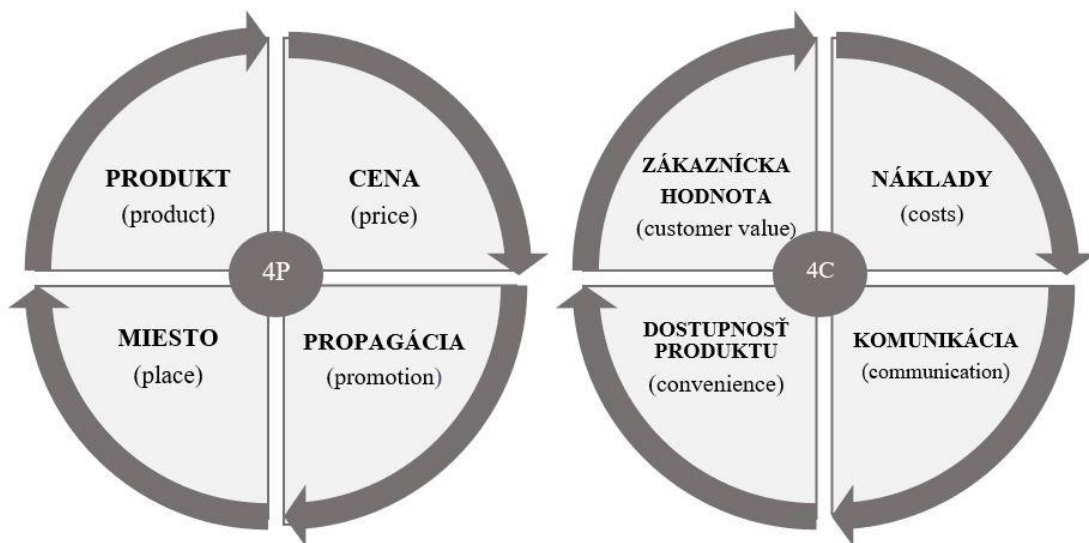 PRODUKT
(product)
CENA
(price)
4P
MIESTO
(place)
PROPAGÁCIA
(promotion)
ZÁKAZNÍCKA
HODNOTA
(customer value)
NÁKLADY
(costs)
4C
DOSTUPNOSŤ
PRODUKTU
(convenience)
KOMUNIKÁCIA
(communication)